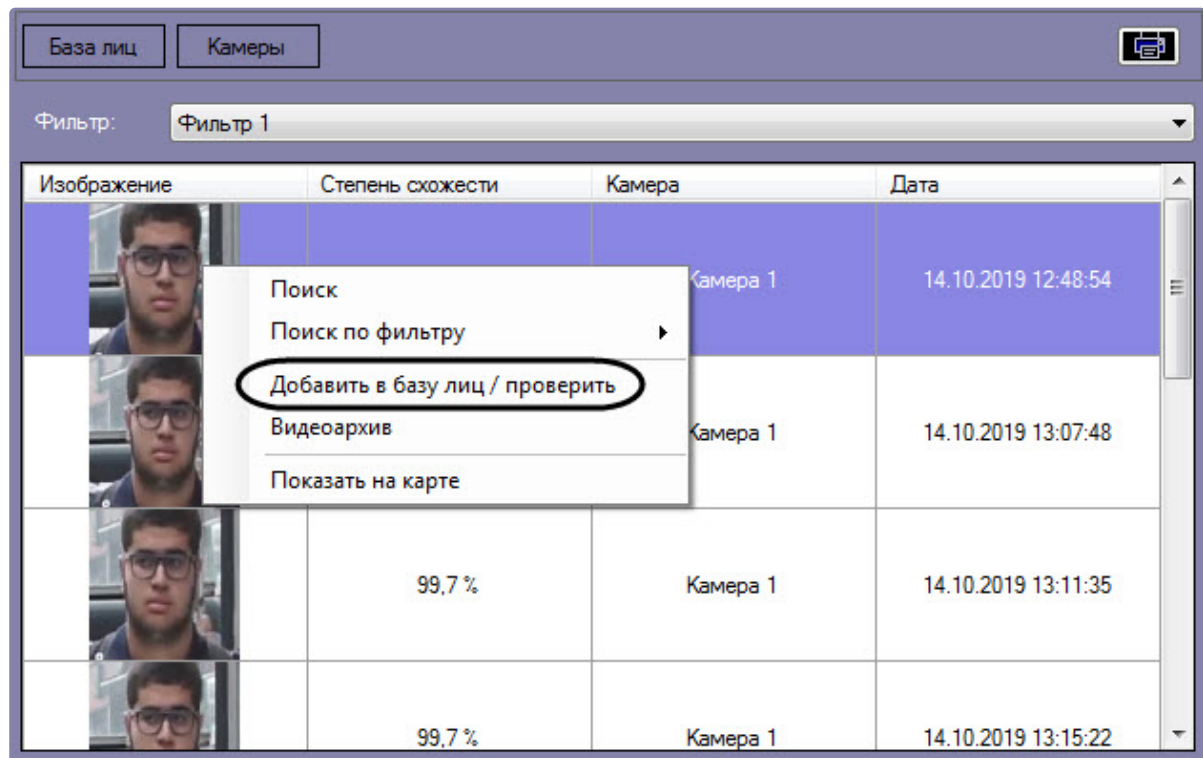 База лиц Камеры
Фильтр: Фильтр 1
Изображение Степень схожести Камера Дата
Камера 1 14.10.2019 12:48:54
Поиск
Поиск по фильтру
Добавить в базу лиц / проверить
Видеоархив
Камера 1 14.10.2019 13:07:48
Показать на карте
99,7 % Камера 1 14.10.2019 13:11:35
99,7 % Камера 1 14.10.2019 13:15:22